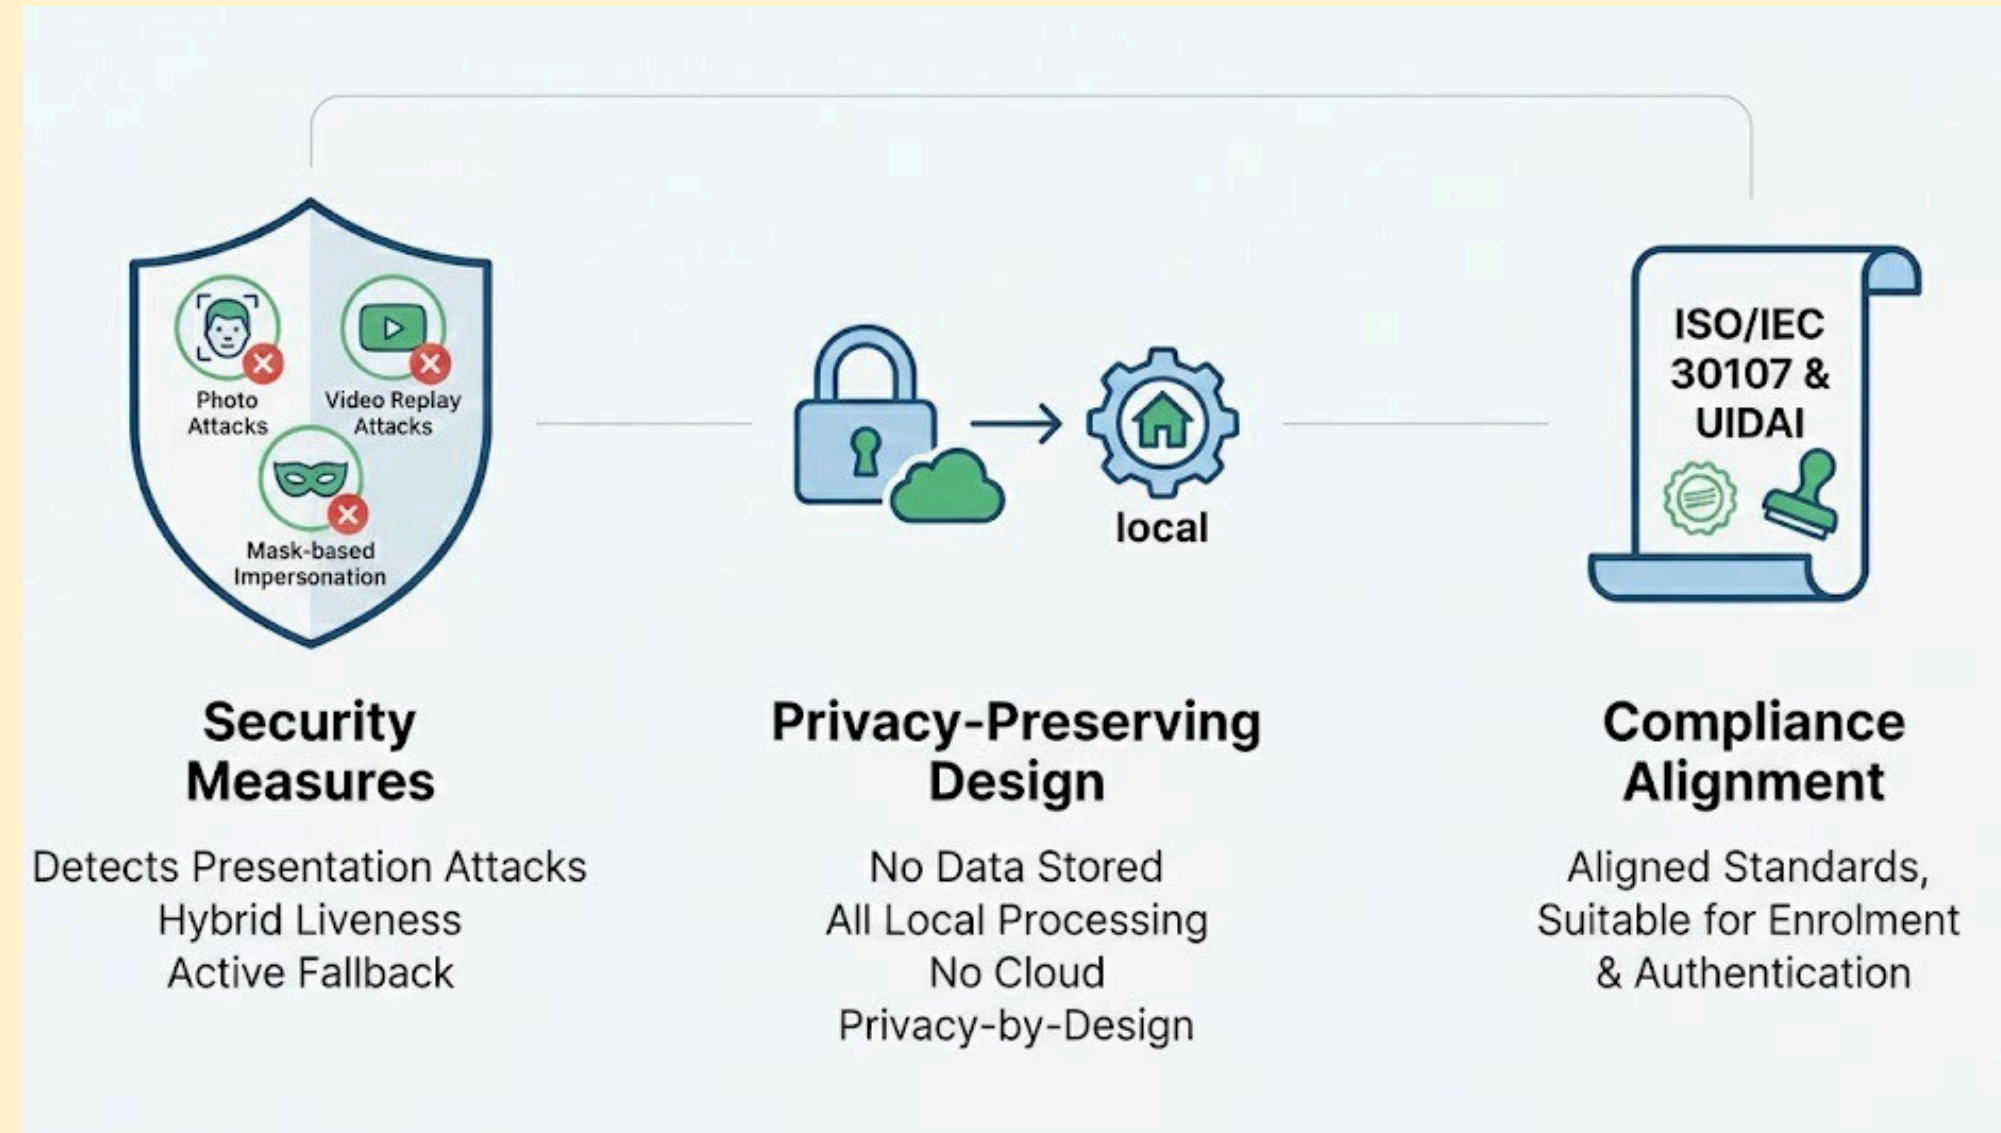 Photo
Attacks
Video Replay
Attacks
Mask-based
Impersonation
Security
Measures
Detects Presentation Attacks
Hybrid Liveness
Active Fallback
local
Privacy-Preserving
Design
No Data Stored
All Local Processing
No Cloud
Privacy-by-Design
ISO/IEC
30107 &
UIDAI
Compliance
Alignment
Aligned Standards,
Suitable for Enrolment
& Authentication